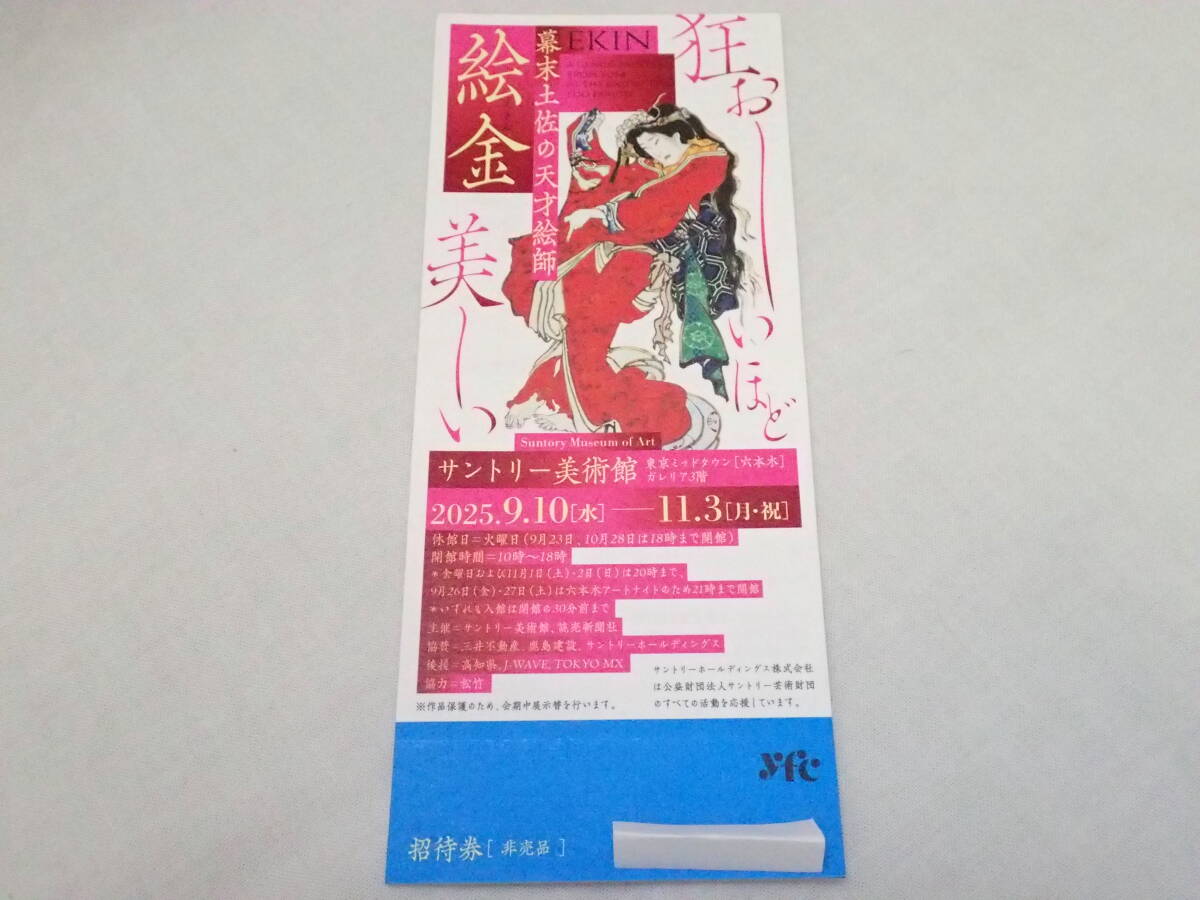 狂おしいほど
美しい
EKIN
絵金
幕末土佐の天才絵師
Suntory Museum of Art
サントリー美術館
東京ミッドタウン［六本木］
ガレリア3階
2025.9.10［水］—11.3［月・祝］
休館日＝火曜日（9月23日、10月28日は18時まで開館）
開館時間＝10時～18時
＊金曜日および11月1日（土）・2日（日）は20時まで、
9月26日（金）・27日（土）は六本木アートナイトのため21時まで開館
＊いずれも入館は閉館の30分前まで
主催＝サントリー美術館、読売新聞社
協賛＝三井不動産、鹿島建設、サントリーホールディングス
後援＝高知県、J-WAVE、TOKYO MX
協力＝松竹
※作品保護のため、会期中展示替を行います。
サントリーホールディングス株式会社
は公益財団法人サントリー芸術財団
のすべての活動を応援しています。
yfc
招待券［ 非売品 ］